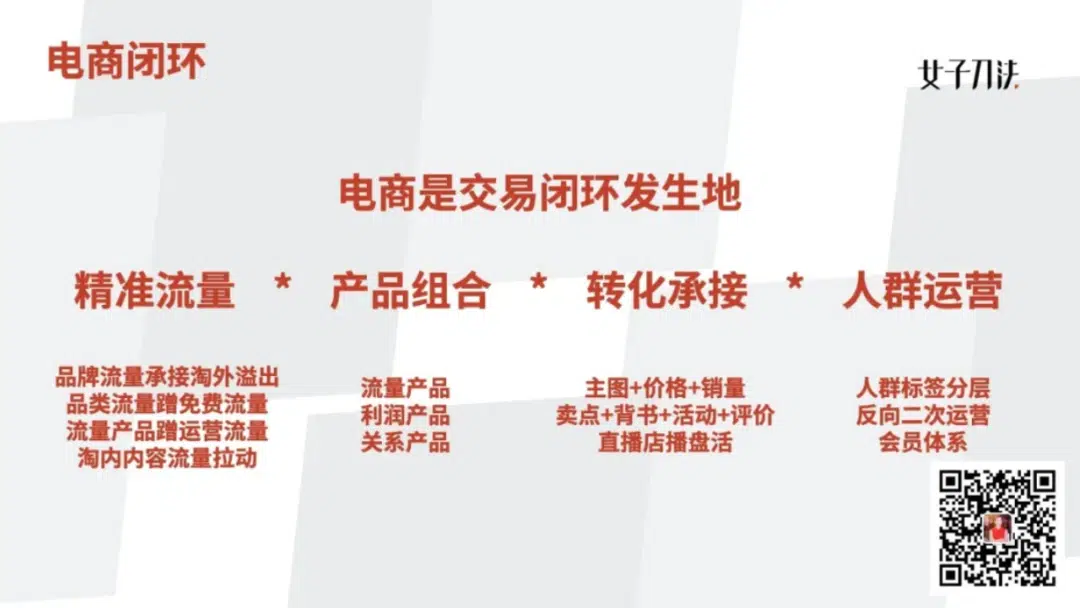 电商闭环
女子刀法
电商是交易闭环发生地
精准流量 * 产品组合 * 转化承接 * 人群运营
品牌流量承接淘外溢出
品类流量蹭免费流量
流量产品蹭运营流量
淘内内容流量拉动
流量产品
利润产品
关系产品
主图+价格+销量
卖点+背书+活动+评价
直播店播盘活
人群标签分层
反向二次运营
会员体系